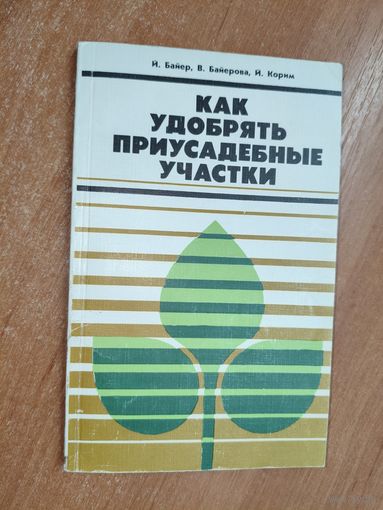 Й. Байер, В. Байерова, Й. Корим
КАК
УДОБРЯТЬ
ПРИУСАДЕБНЫЕ
УЧАСТКИ